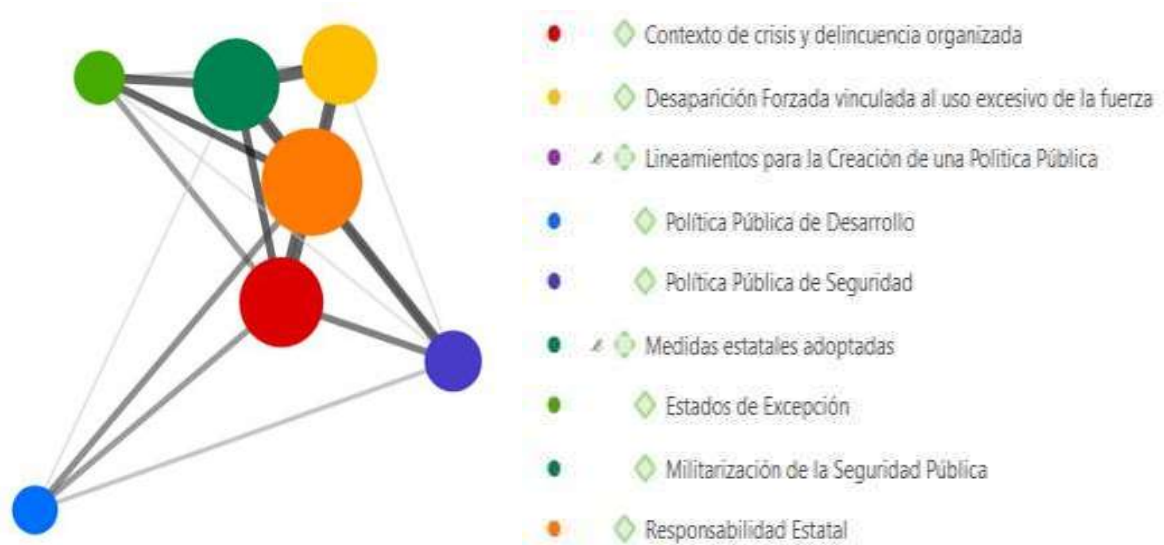 Contexto de crisis y delincuencia organizada
Desaparición Forzada vinculada al uso excesivo de la fuerza
Lineamientos para la Creación de una Política Pública
Política Pública de Desarrollo
Política Pública de Seguridad
Medidas estatales adoptadas
Estados de Excepción
Militarización de la Seguridad Pública
Responsabilidad Estatal